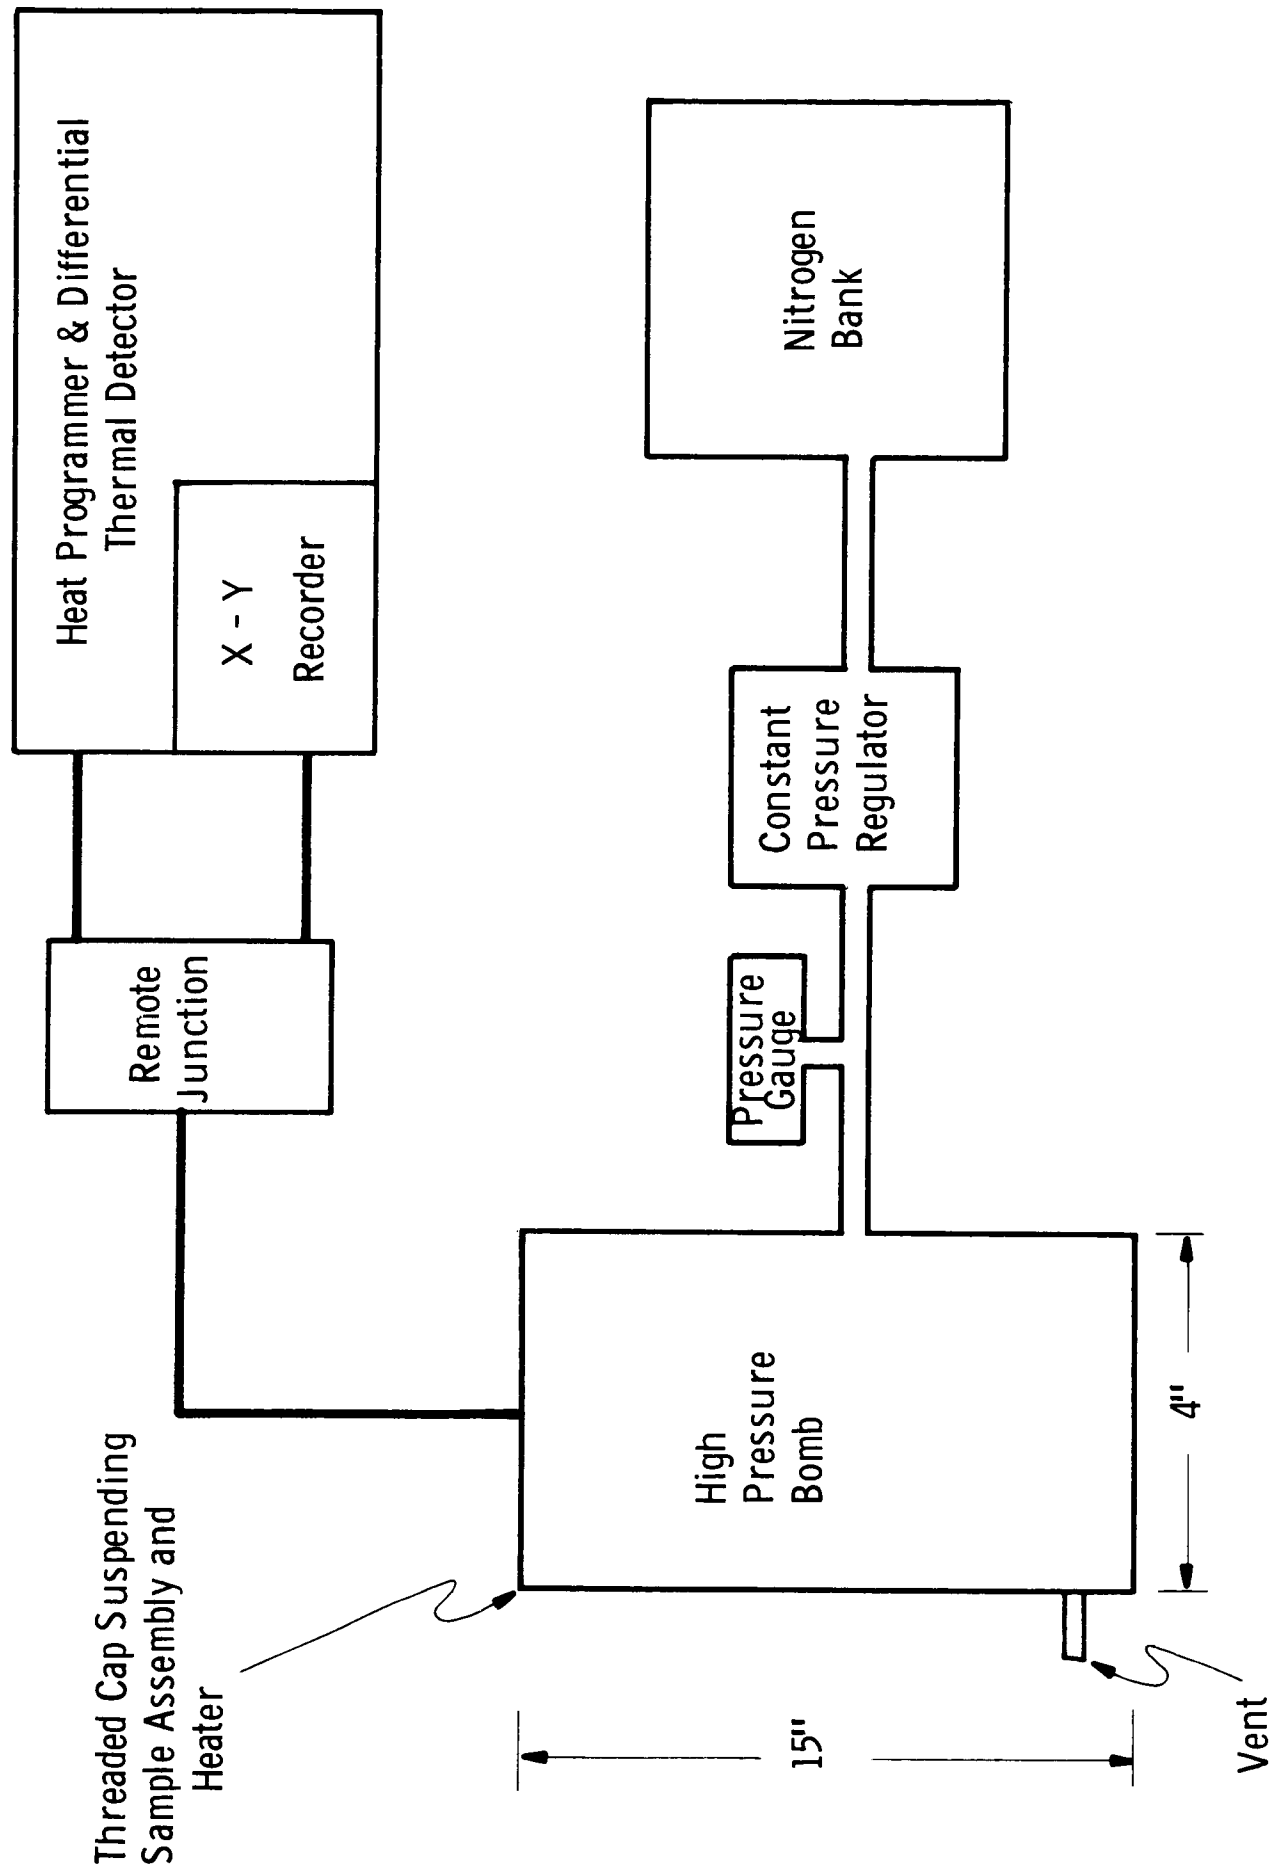 Heat Programmer & Differential
Thermal Detector
X - Y
Recorder
Remote
Junction
Threaded Cap Suspending
Sample Assembly and
Heater
High
Pressure
Bomb
Pressure
Gauge
Constant
Pressure
Regulator
Nitrogen
Bank
15"
4"
Vent